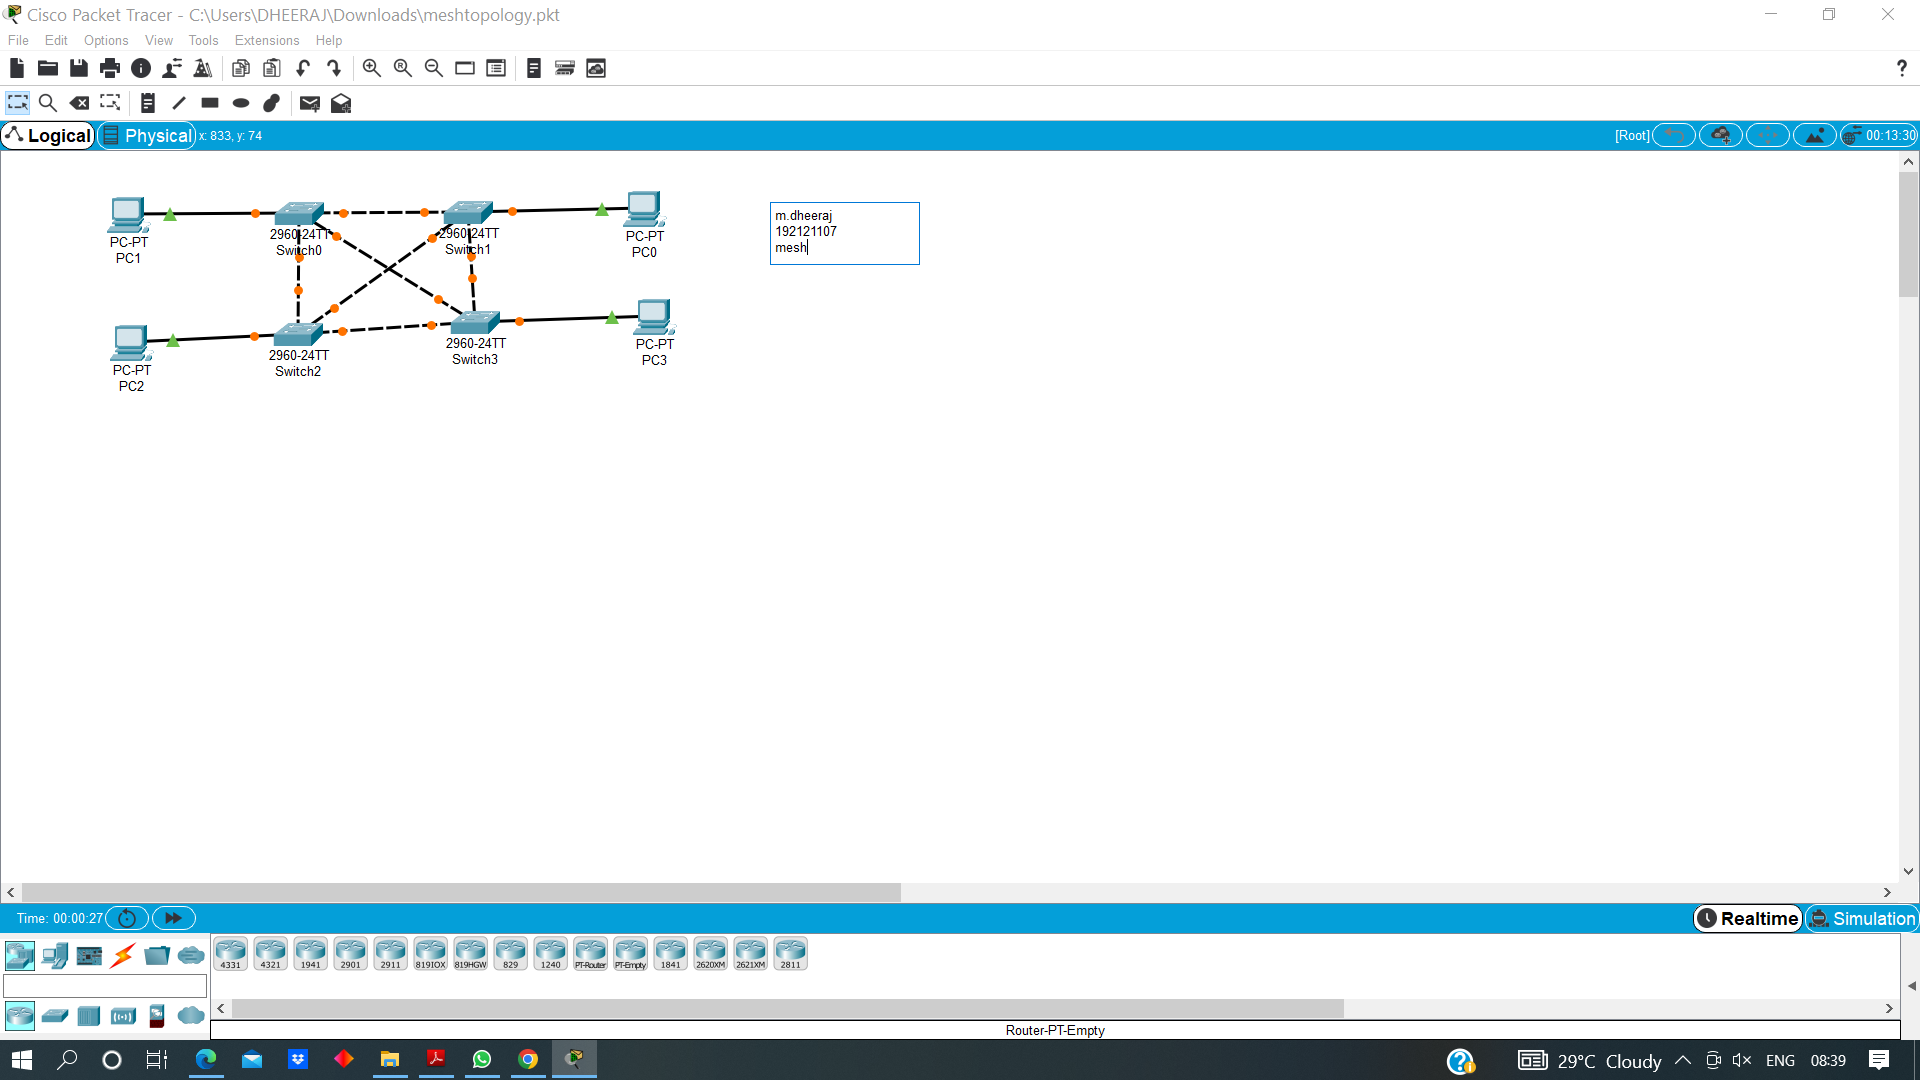 Cisco Packet Tracer - C:\Users\DHEERAJ\Downloads\meshtopology.pkt
File Edit Options View Tools Extensions Help
?
Logical Physical x: 833, y: 74 [Root] 00:13:30
PC-PT
PC1
2960-24TT
Switch0
2960-24TT
Switch1
PC-PT
PC0
m.dheeraj
192121107
mesh
PC-PT
PC2
2960-24TT
Switch2
2960-24TT
Switch3
PC-PT
PC3
Time: 00:00:27 Realtime Simulation
4331 4321 1941 2901 2911 819IOX 819HGW 829 1240 PT-Router PT-Empty 1841 2620XM 2621XM 2811
Router-PT-Empty
29°C Cloudy ENG 08:39